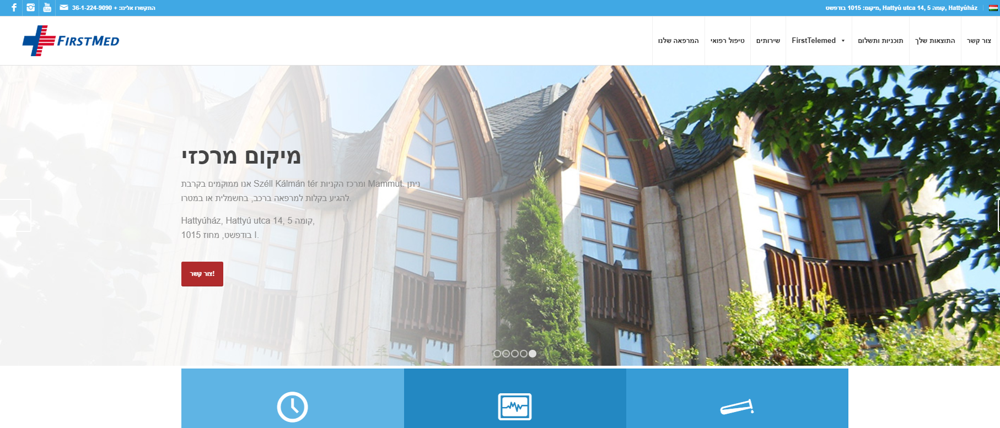 התקשרו אלינו: + 36-1-224-9090
מיקום: 1015 בודפשט, Hattyú utca 14, 5 קומה, Hattyúház
FIRSTMED
המרפאה שלנו
טיפול רפואי
שירותים
FirstTelemed
תוכניות ותשלום
התוצאות שלך
צור קשר
מיקום מרכזי
אנו ממוקמים בקרבת Széll Kálmán tér ומרכז הקניות Mammut. ניתן
להגיע בקלות למרפאה ברכב, בחשמלית או במטרו.
Hattyúház, Hattyú utca 14, 5 קומה,
1015 בודפשט, מחוז I.
צור קשר!